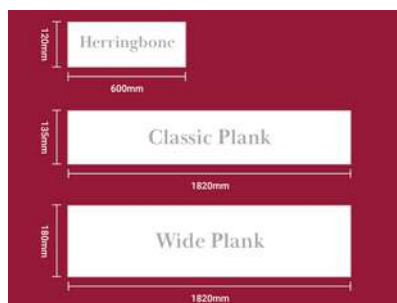 120mm
Herringbone
600mm
135mm
Classic Plank
1820mm
180mm
Wide Plank
1820mm